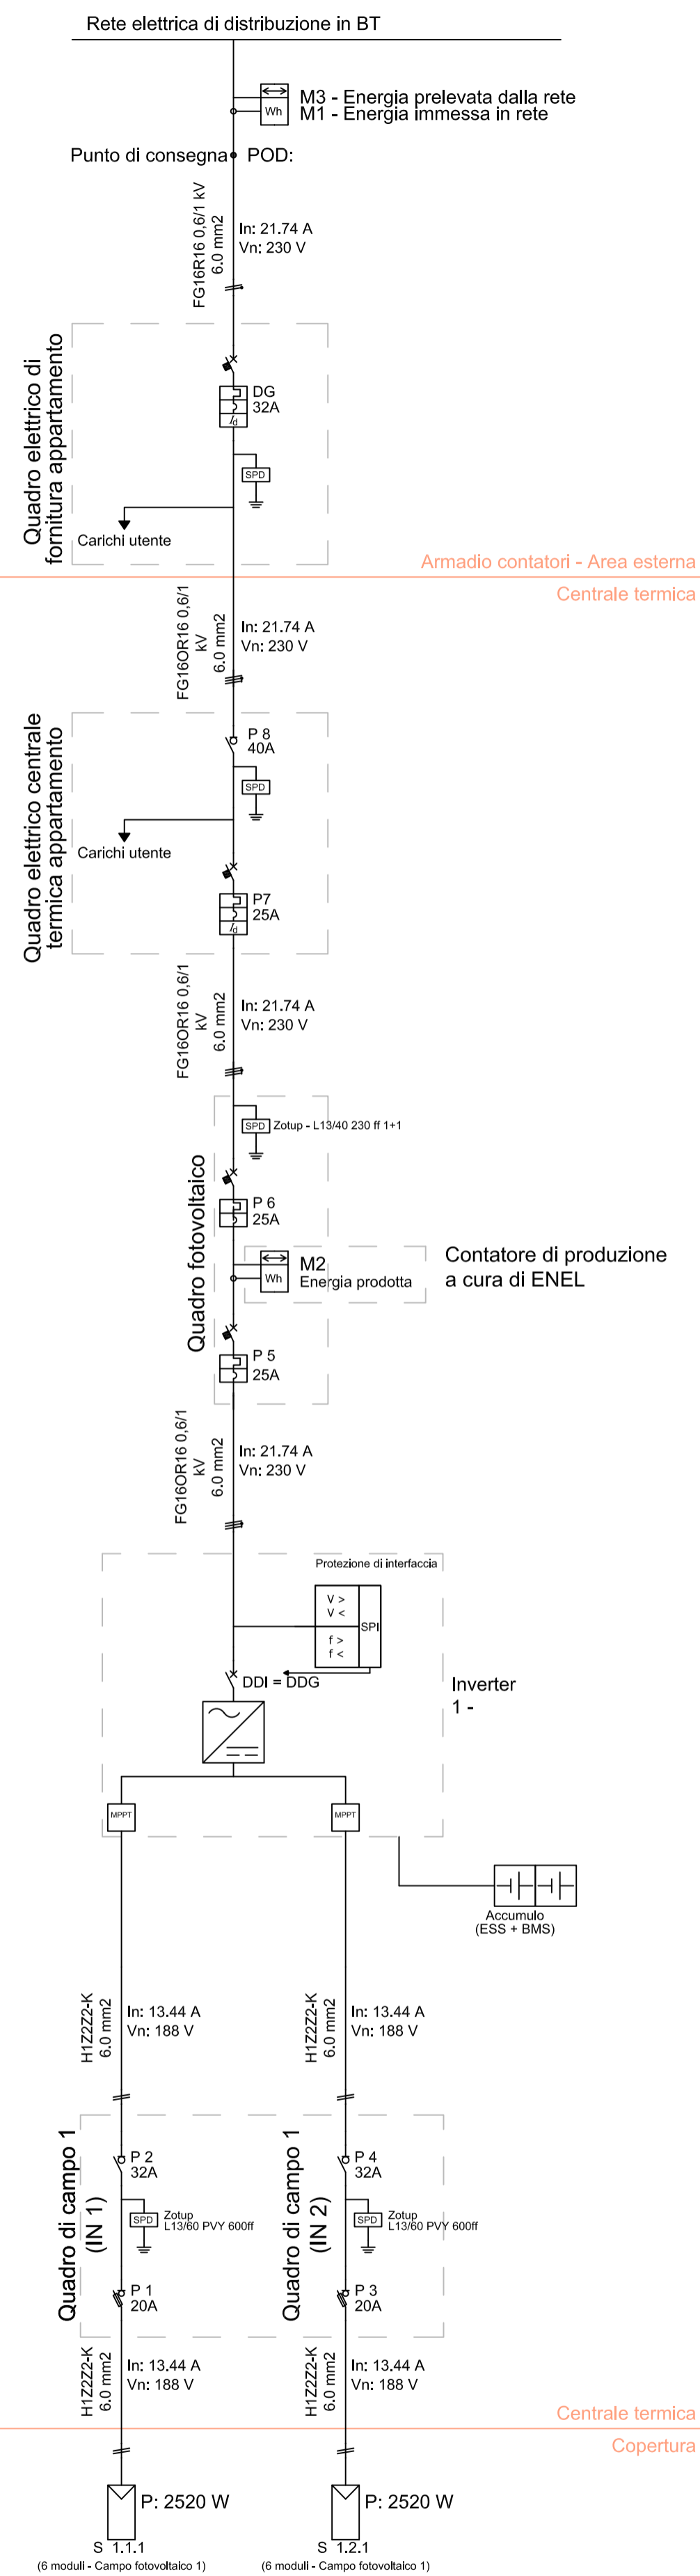 Rete elettrica di distribuzione in BT
M3 - Energia prelevata dalla rete
Wh
M1 - Energia immessa in rete
Punto di consegna
POD:
FG16R16 0,6/1 kV
6.0 mm2
In: 21.74 A
Vn: 230 V
Quadro elettrico di
fornitura appartamento
DG
32A
Id
SPD
Carichi utente
Armadio contatori - Area esterna
Centrale termica
FG16OR16 0,6/1
kV
6.0 mm2
In: 21.74 A
Vn: 230 V
Quadro elettrico centrale
termica appartamento
P 8
40A
SPD
Carichi utente
P7
25A
Id
FG16OR16 0,6/1
kV
6.0 mm2
In: 21.74 A
Vn: 230 V
Quadro fotovoltaico
SPD
Zotup - L13/40 230 ff 1+1
P 6
25A
Wh
M2
Energia prodotta
Contatore di produzione
a cura di ENEL
P 5
25A
FG16OR16 0,6/1
kV
6.0 mm2
In: 21.74 A
Vn: 230 V
Protezione di interfaccia
V >
V <
SPI
f >
f <
DDI = DDG
Inverter
1 -
MPPT
MPPT
Accumulo
(ESS + BMS)
H1Z2Z2-K
6.0 mm2
In: 13.44 A
Vn: 188 V
H1Z2Z2-K
6.0 mm2
In: 13.44 A
Vn: 188 V
Quadro di campo 1
(IN 1)
P 2
32A
SPD
Zotup
L13/60 PVY 600ff
P 1
20A
Quadro di campo 1
(IN 2)
P 4
32A
SPD
Zotup
L13/60 PVY 600ff
P 3
20A
H1Z2Z2-K
6.0 mm2
In: 13.44 A
Vn: 188 V
H1Z2Z2-K
6.0 mm2
In: 13.44 A
Vn: 188 V
Centrale termica
Copertura
P: 2520 W
S 1.1.1
(6 moduli - Campo fotovoltaico 1)
P: 2520 W
S 1.2.1
(6 moduli - Campo fotovoltaico 1)